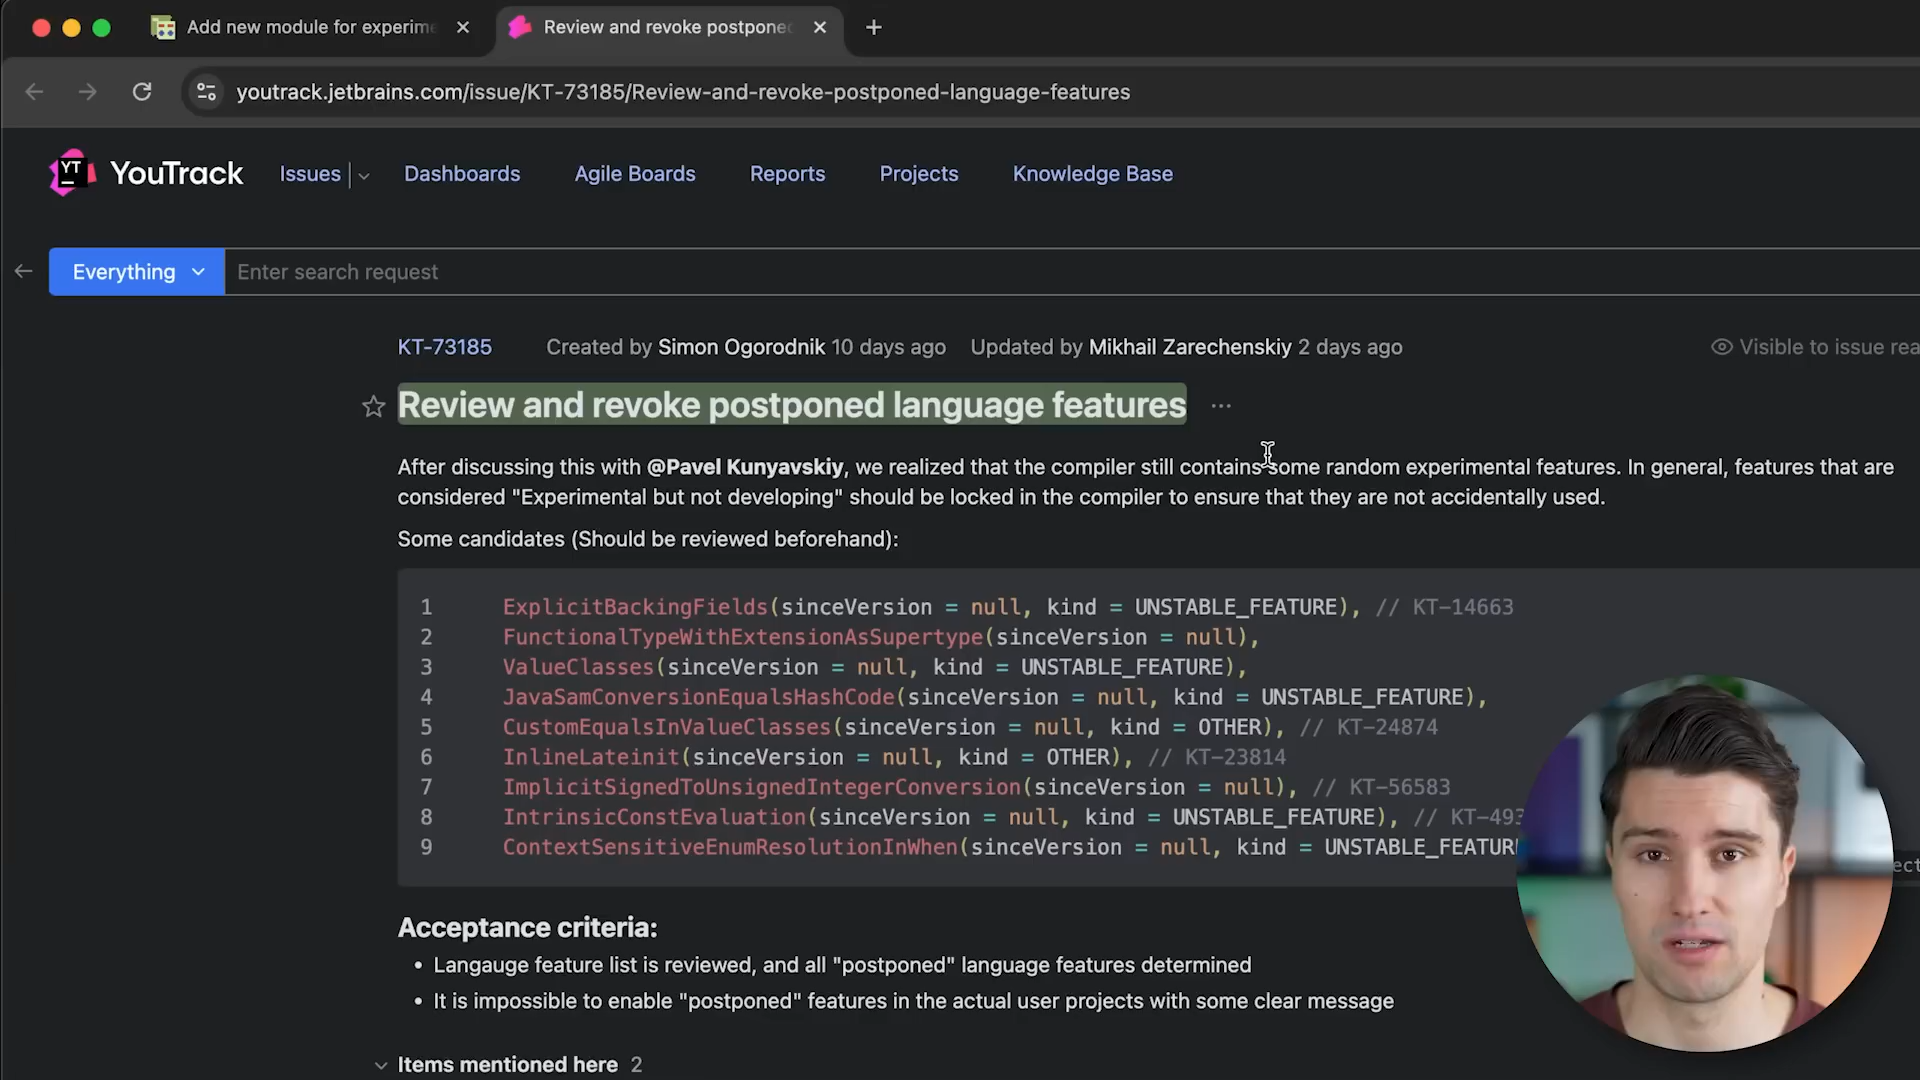 Add new module for experime
Review and revoke postponed
youtrack.jetbrains.com/issue/KT-73185/Review-and-revoke-postponed-language-features
YT YouTrack Issues Dashboards Agile Boards Reports Projects Knowledge Base
Everything Enter search request
KT-73185 Created by Simon Ogorodnik 10 days ago Updated by Mikhail Zarechenskiy 2 days ago Visible to issue rea
Review and revoke postponed language features
After discussing this with @Pavel Kunyavskiy, we realized that the compiler still contains some random experimental features. In general, features that are
considered "Experimental but not developing" should be locked in the compiler to ensure that they are not accidentally used.
Some candidates (Should be reviewed beforehand):
1 ExplicitBackingFields(sinceVersion = null, kind = UNSTABLE_FEATURE), // KT-14663
2 FunctionalTypeWithExtensionAsSupertype(sinceVersion = null),
3 ValueClasses(sinceVersion = null, kind = UNSTABLE_FEATURE),
4 JavaSamConversionEqualsHashCode(sinceVersion = null, kind = UNSTABLE_FEATURE),
5 CustomEqualsInValueClasses(sinceVersion = null, kind = OTHER), // KT-24874
6 InlineLateinit(sinceVersion = null, kind = OTHER), // KT-23814
7 ImplicitSignedToUnsignedIntegerConversion(sinceVersion = null), // KT-56583
8 IntrinsicConstEvaluation(sinceVersion = null, kind = UNSTABLE_FEATURE), // KT-493
9 ContextSensitiveEnumResolutionInWhen(sinceVersion = null, kind = UNSTABLE_FEATUR
ect
Acceptance criteria:
• Langauge feature list is reviewed, and all "postponed" language features determined
• It is impossible to enable "postponed" features in the actual user projects with some clear message
Items mentioned here 2